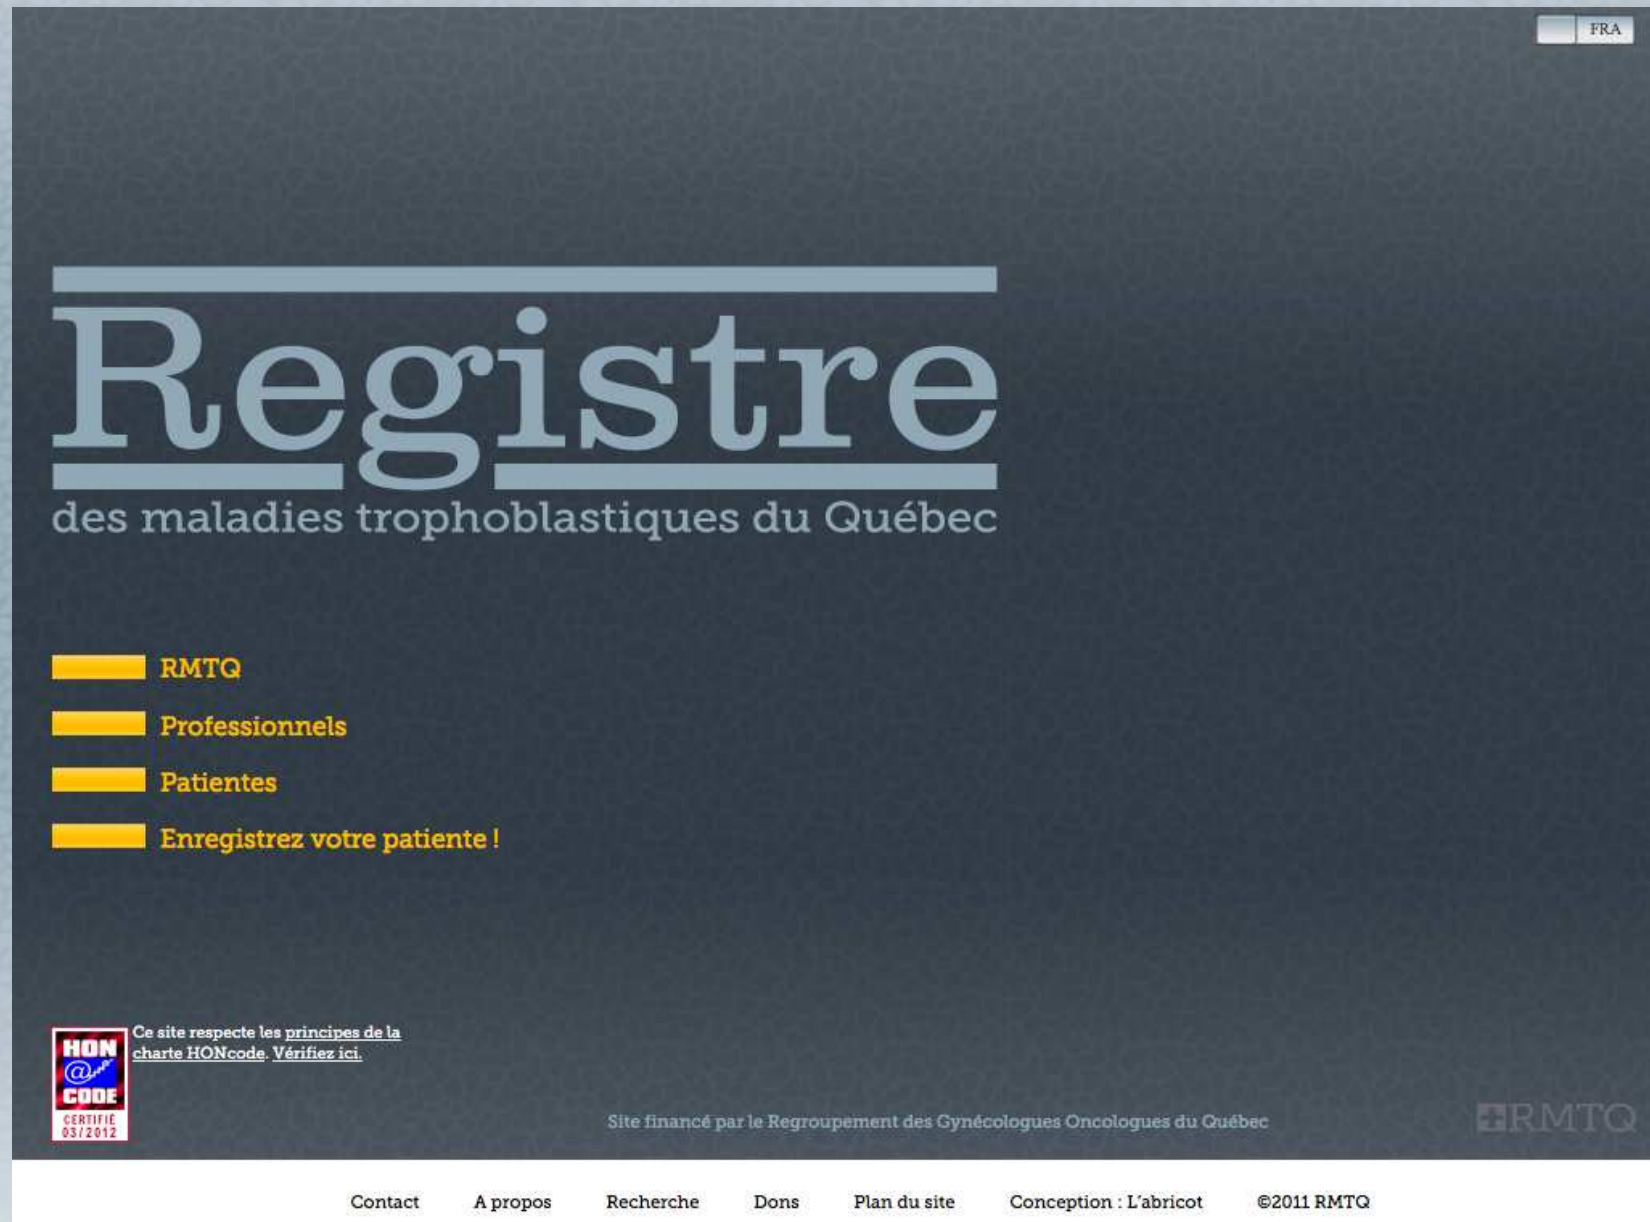 FRA
Registre
des maladies trophoblastiques du Québec
RMTQ
Professionnels
Patientes
Enregistrez votre patiente !
HON
@
CODE
CERTIFIÉ
03/2012
Ce site respecte les principes de la
charte HONcode. Vérifiez ici.
Site financé par le Regroupement des Gynécologues Oncologues du Québec
RMTQ
Contact A propos Recherche Dons Plan du site Conception : L'abricot ©2011 RMTQ